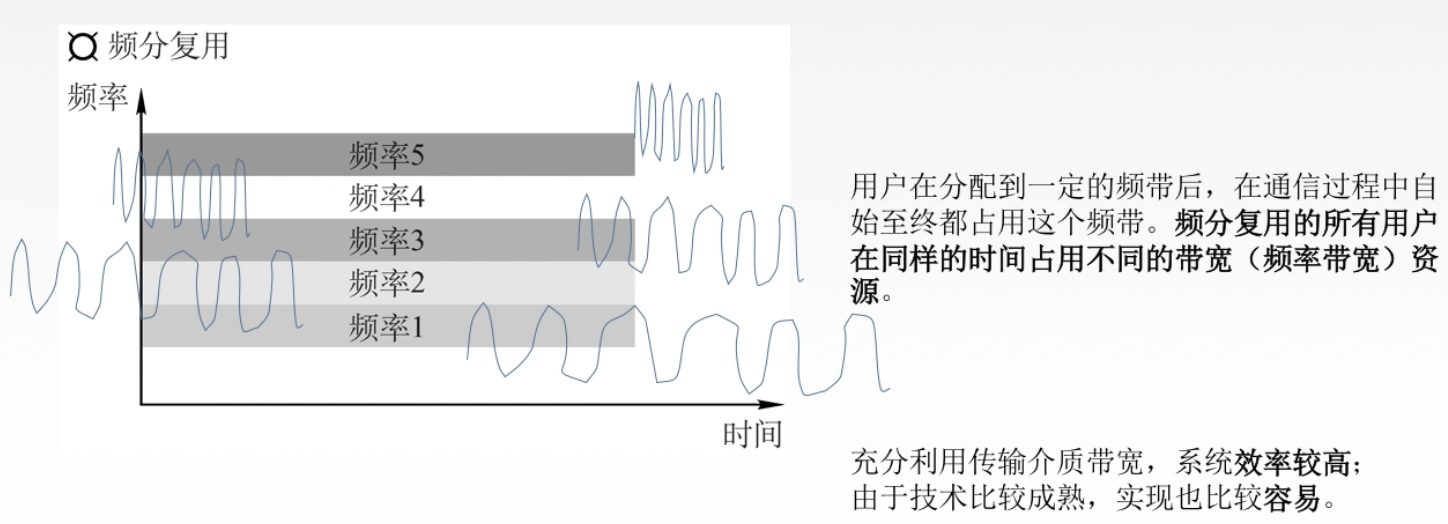 ¤ 频分复用
频率
频率5
频率4
频率3
频率2
频率1
时间
用户在分配到一定的频带后，在通信过程中自
始至终都占用这个频带。频分复用的所有用户
在同样的时间占用不同的带宽（频率带宽）资
源。
充分利用传输介质带宽，系统效率较高；
由于技术比较成熟，实现也比较容易。